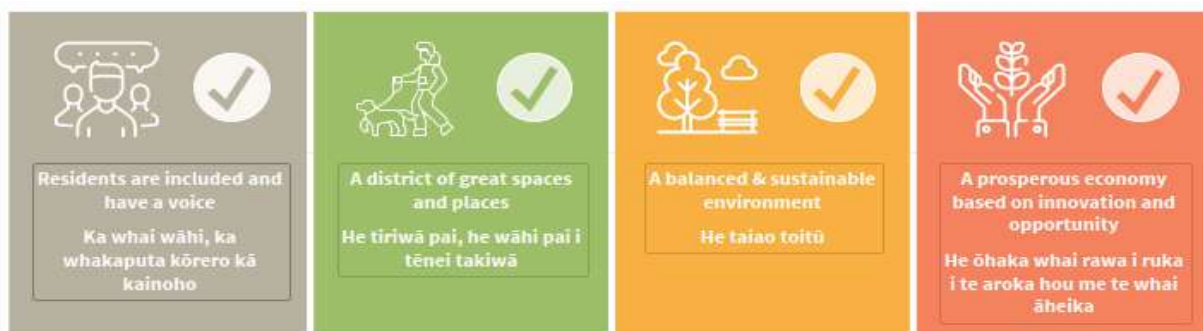 Residents are included and
have a voice
Ka whai wāhi, ka
whakaputa kōrero kā
kainoho
A district of great spaces
and places
He tiriwā pai, he wāhi pai i
tēnei takiwā
A balanced & sustainable
environment
He taiao toitū
A prosperous economy
based on innovation and
opportunity
He ōhaka whai rawa i ruka
i te aroka hou me te whai
āheika